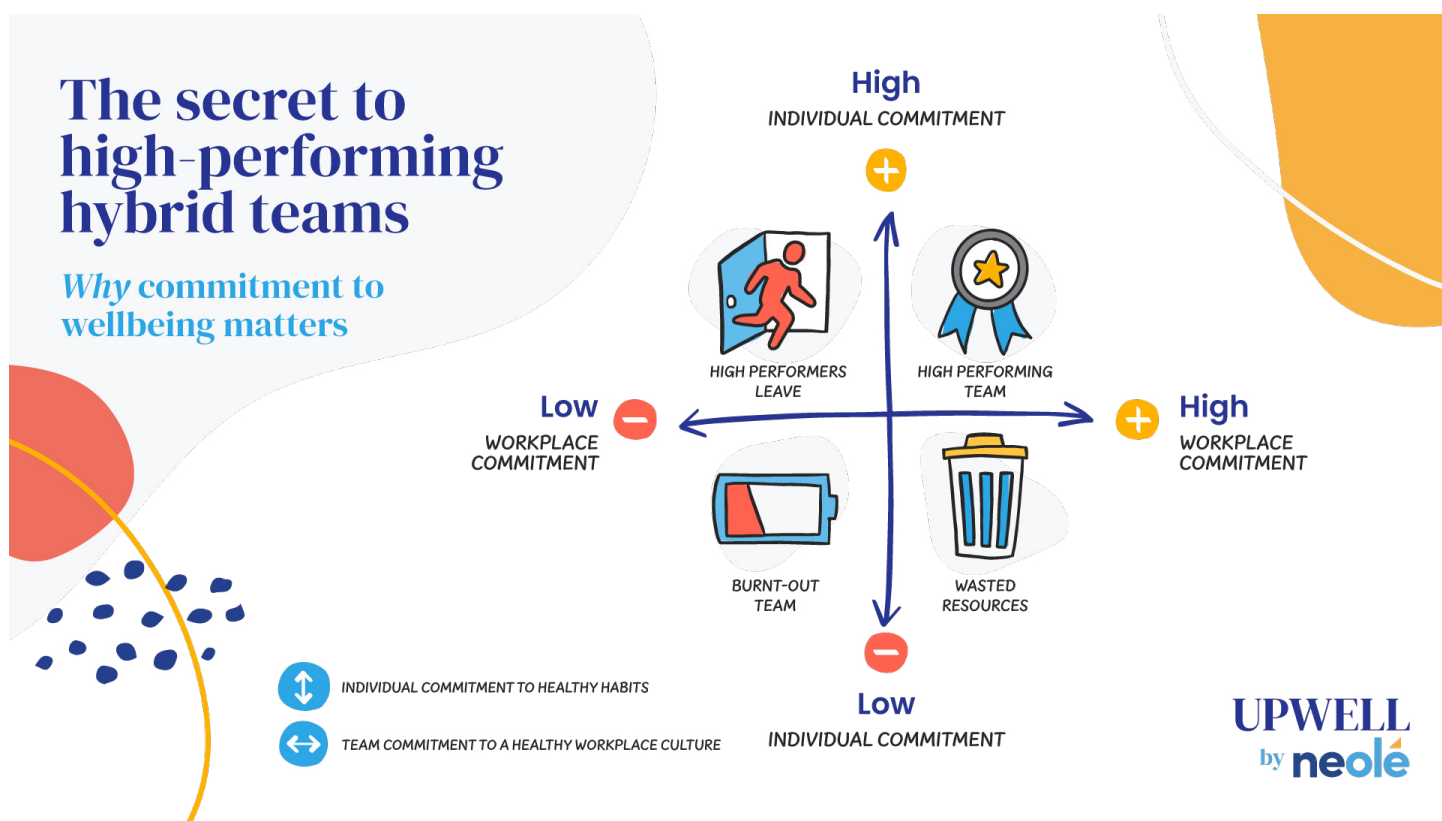 The secret to
high-performing
hybrid teams
Why commitment to
wellbeing matters
High
INDIVIDUAL COMMITMENT
HIGH PERFORMERS
LEAVE
HIGH PERFORMING
TEAM
Low
WORKPLACE
COMMITMENT
High
WORKPLACE
COMMITMENT
BURNT-OUT
TEAM
WASTED
RESOURCES
Low
INDIVIDUAL COMMITMENT
INDIVIDUAL COMMITMENT TO HEALTHY HABITS
TEAM COMMITMENT TO A HEALTHY WORKPLACE CULTURE
UPWELL
by neolé